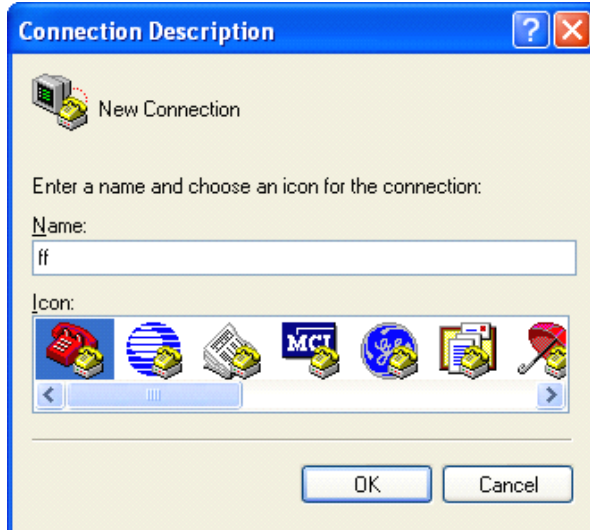 Connection Description
New Connection
Enter a name and choose an icon for the connection:
Name:
ff
Icon:
MCI
OK
Cancel